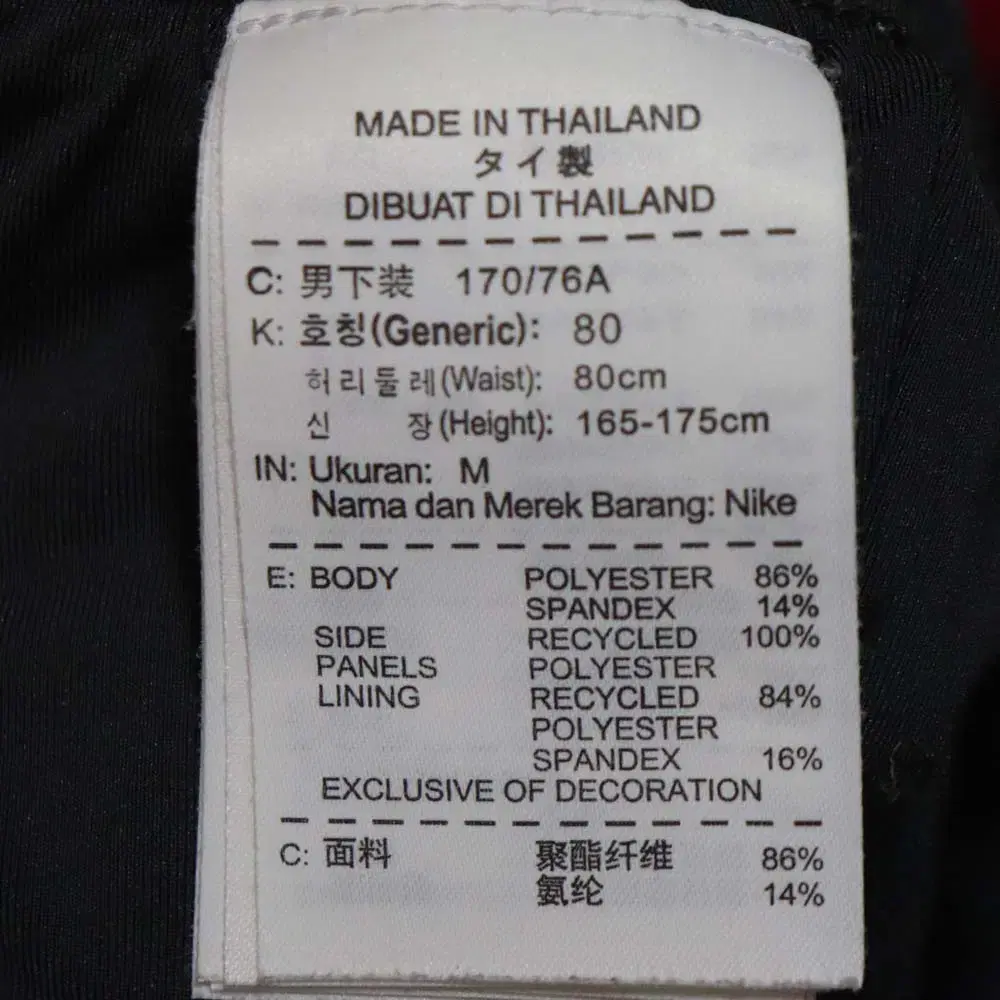 MADE IN THAILAND
タイ製
DIBUAT DI THAILAND
C: 男下装 170/76A
K: 호칭(Generic): 80
허리둘레(Waist): 80cm
신 장(Height): 165-175cm
IN: Ukuran: M
Nama dan Merek Barang: Nike
E: BODY POLYESTER 86%
SPANDEX 14%
SIDE RECYCLED 100%
PANELS POLYESTER
LINING RECYCLED 84%
POLYESTER
SPANDEX 16%
EXCLUSIVE OF DECORATION
C: 面料 聚酯纤维 86%
氨纶 14%